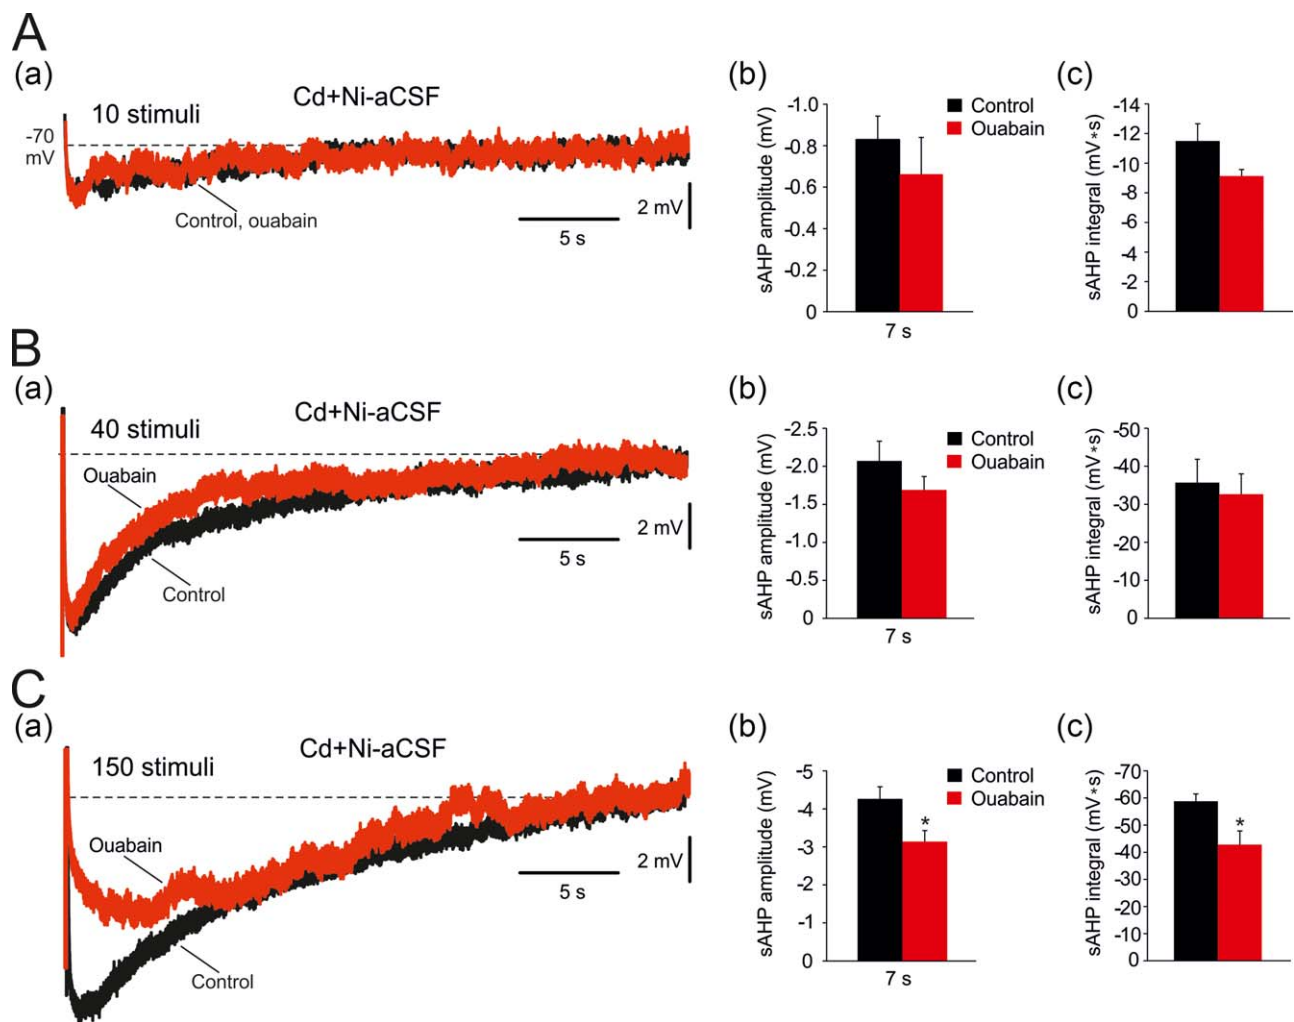 A
(a)
Cd+Ni-aCSF
10 stimuli
-70
mV
Control, ouabain
2 mV
5 s
(b)
sAHP amplitude (mV)
-1.0
-0.8
-0.6
-0.4
-0.2
0
7 s
Control
Ouabain
(c)
sAHP integral (mV*s)
-14
-12
-10
-8
-6
-4
-2
0
B
(a)
Cd+Ni-aCSF
40 stimuli
Ouabain
Control
2 mV
5 s
(b)
sAHP amplitude (mV)
-2.5
-2.0
-1.5
-1.0
-0.5
0
7 s
Control
Ouabain
(c)
sAHP integral (mV*s)
-50
-40
-30
-20
-10
0
C
(a)
Cd+Ni-aCSF
150 stimuli
Ouabain
Control
2 mV
5 s
(b)
sAHP amplitude (mV)
-5
-4
-3
-2
-1
0
*
7 s
Control
Ouabain
(c)
sAHP integral (mV*s)
-70
-60
-50
-40
-30
-20
-10
0
*